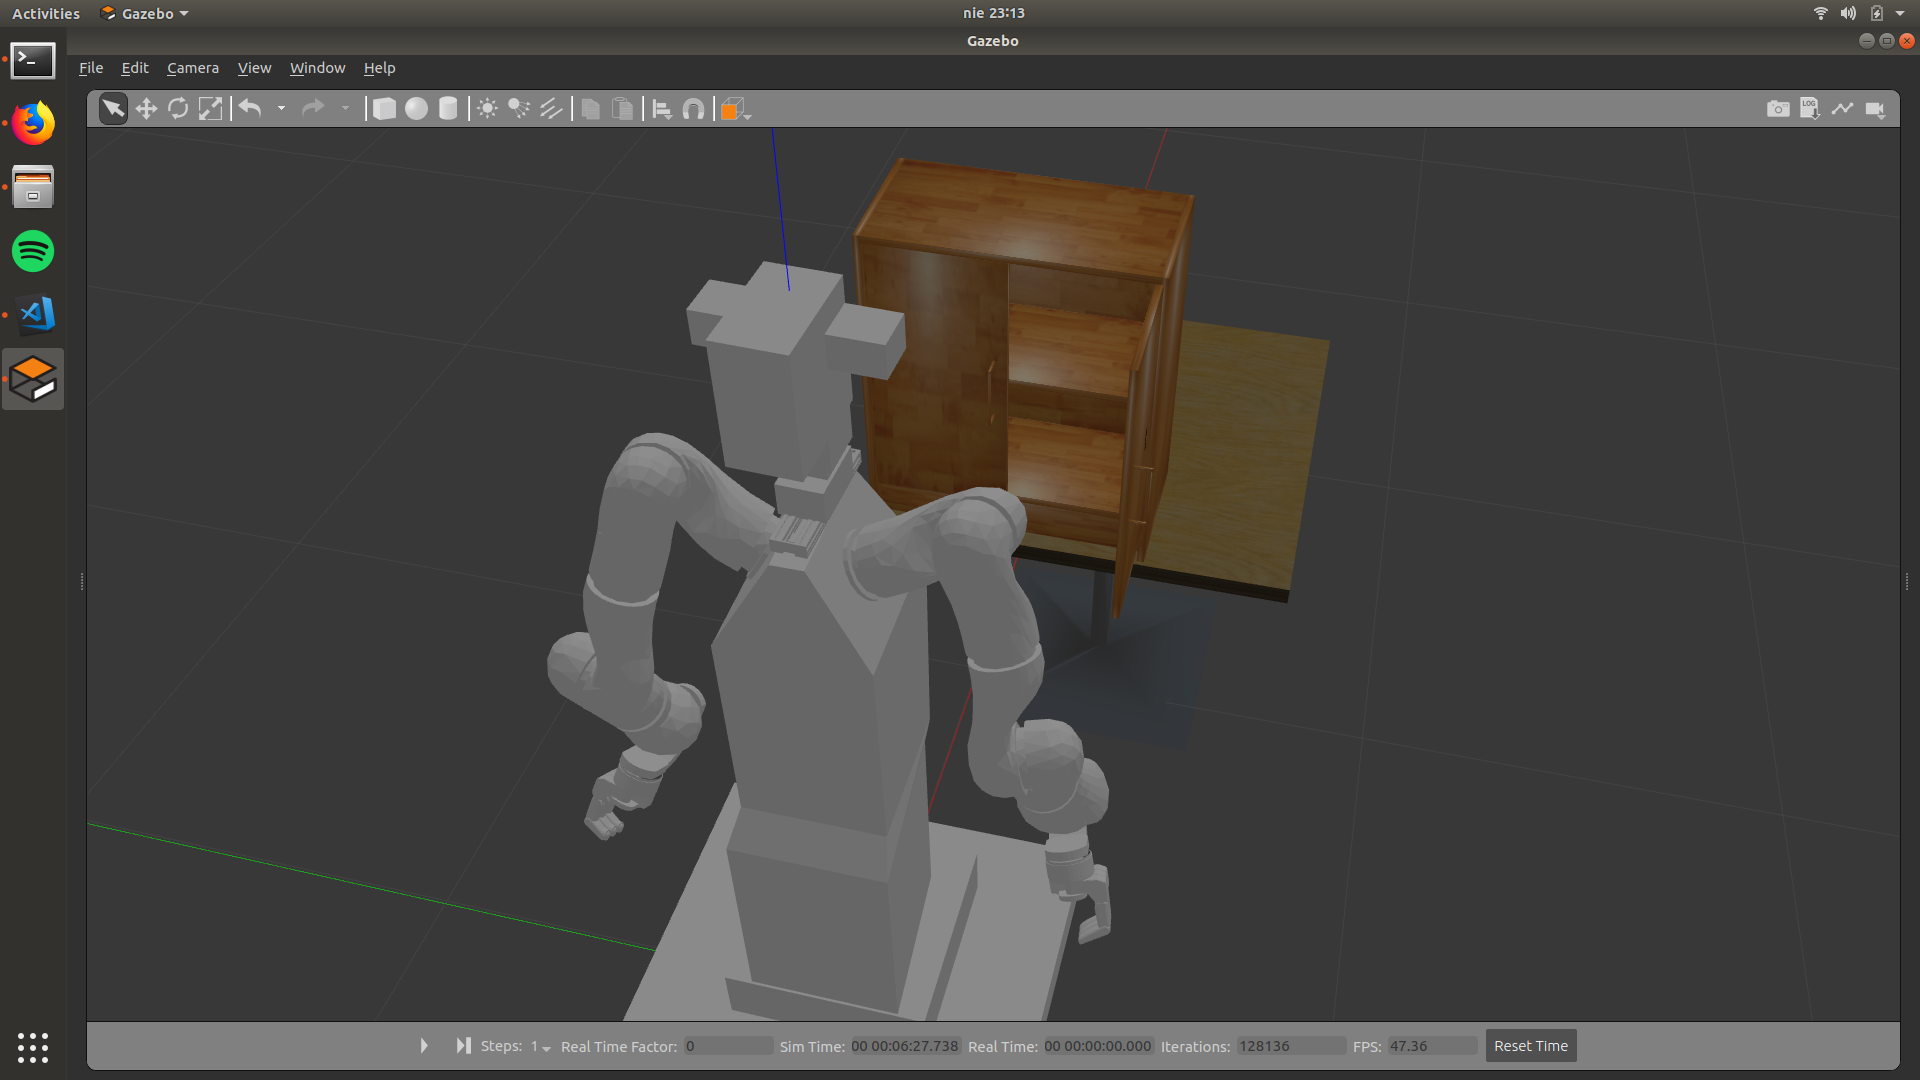 Activities Gazebo nie 23:13
Gazebo
File Edit Camera View Window Help
LOG
Steps: 1 Real Time Factor: 0 Sim Time: 00 00:06:27.738 Real Time: 00 00:00:00.000 Iterations: 128136 FPS: 47.36 Reset Time